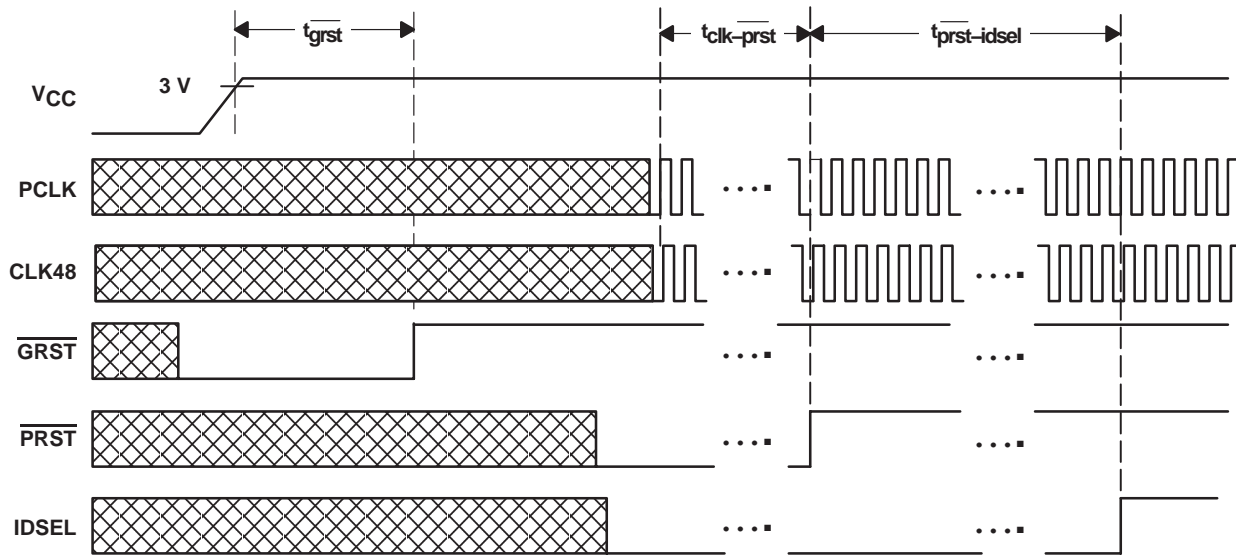 tgrst
tclk–prst
tprst–idsel
VCC
3 V
PCLK
CLK48
GRST
PRST
IDSEL